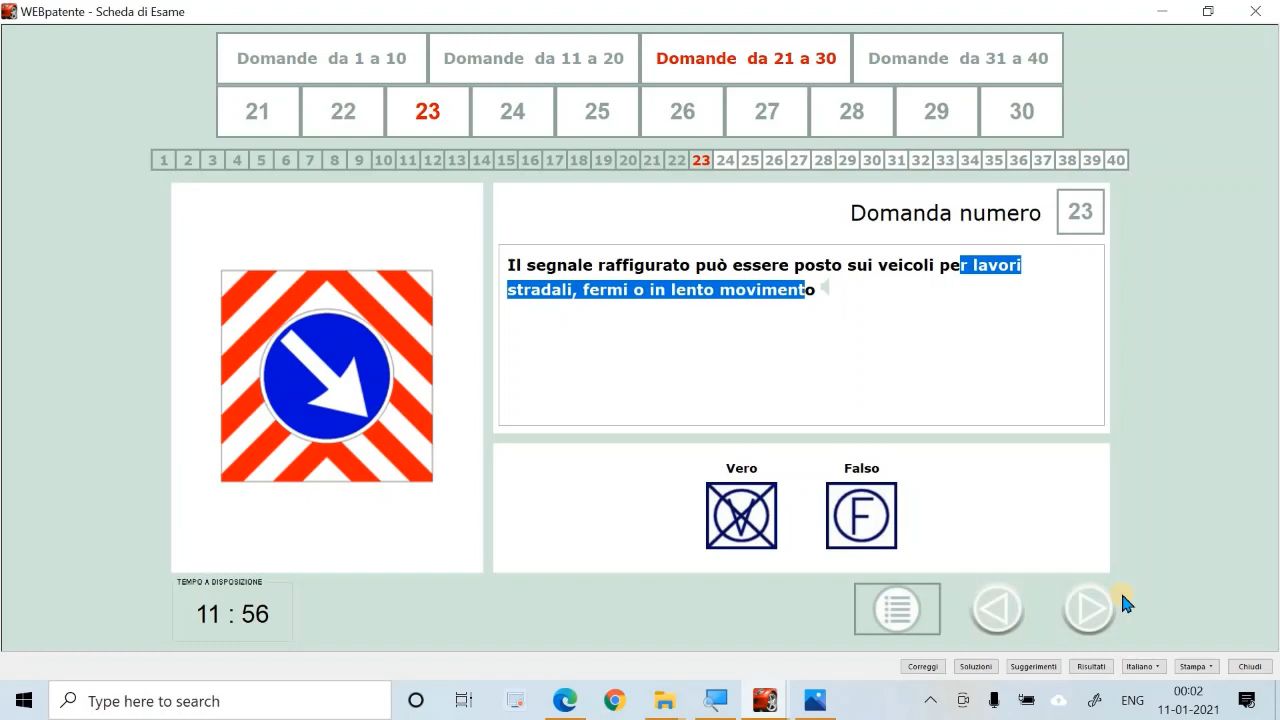 WEBpatente - Scheda di Esame
Domande da 1 a 10
Domande da 11 a 20
Domande da 21 a 30
Domande da 31 a 40
21 22 23 24 25 26 27 28 29 30
1 2 3 4 5 6 7 8 9 10 11 12 13 14 15 16 17 18 19 20 21 22 23 24 25 26 27 28 29 30 31 32 33 34 35 36 37 38 39 40
Domanda numero 23
Il segnale raffigurato può essere posto sui veicoli per lavori
stradali, fermi o in lento movimento
Vero
Falso
V
F
TEMPO A DISPOSIZIONE
11 : 56
Correggi
Soluzioni
Suggerimenti
Risultati
Italiano
Stampa
Chiudi
Type here to search
ENG
00:02
11-01-2021